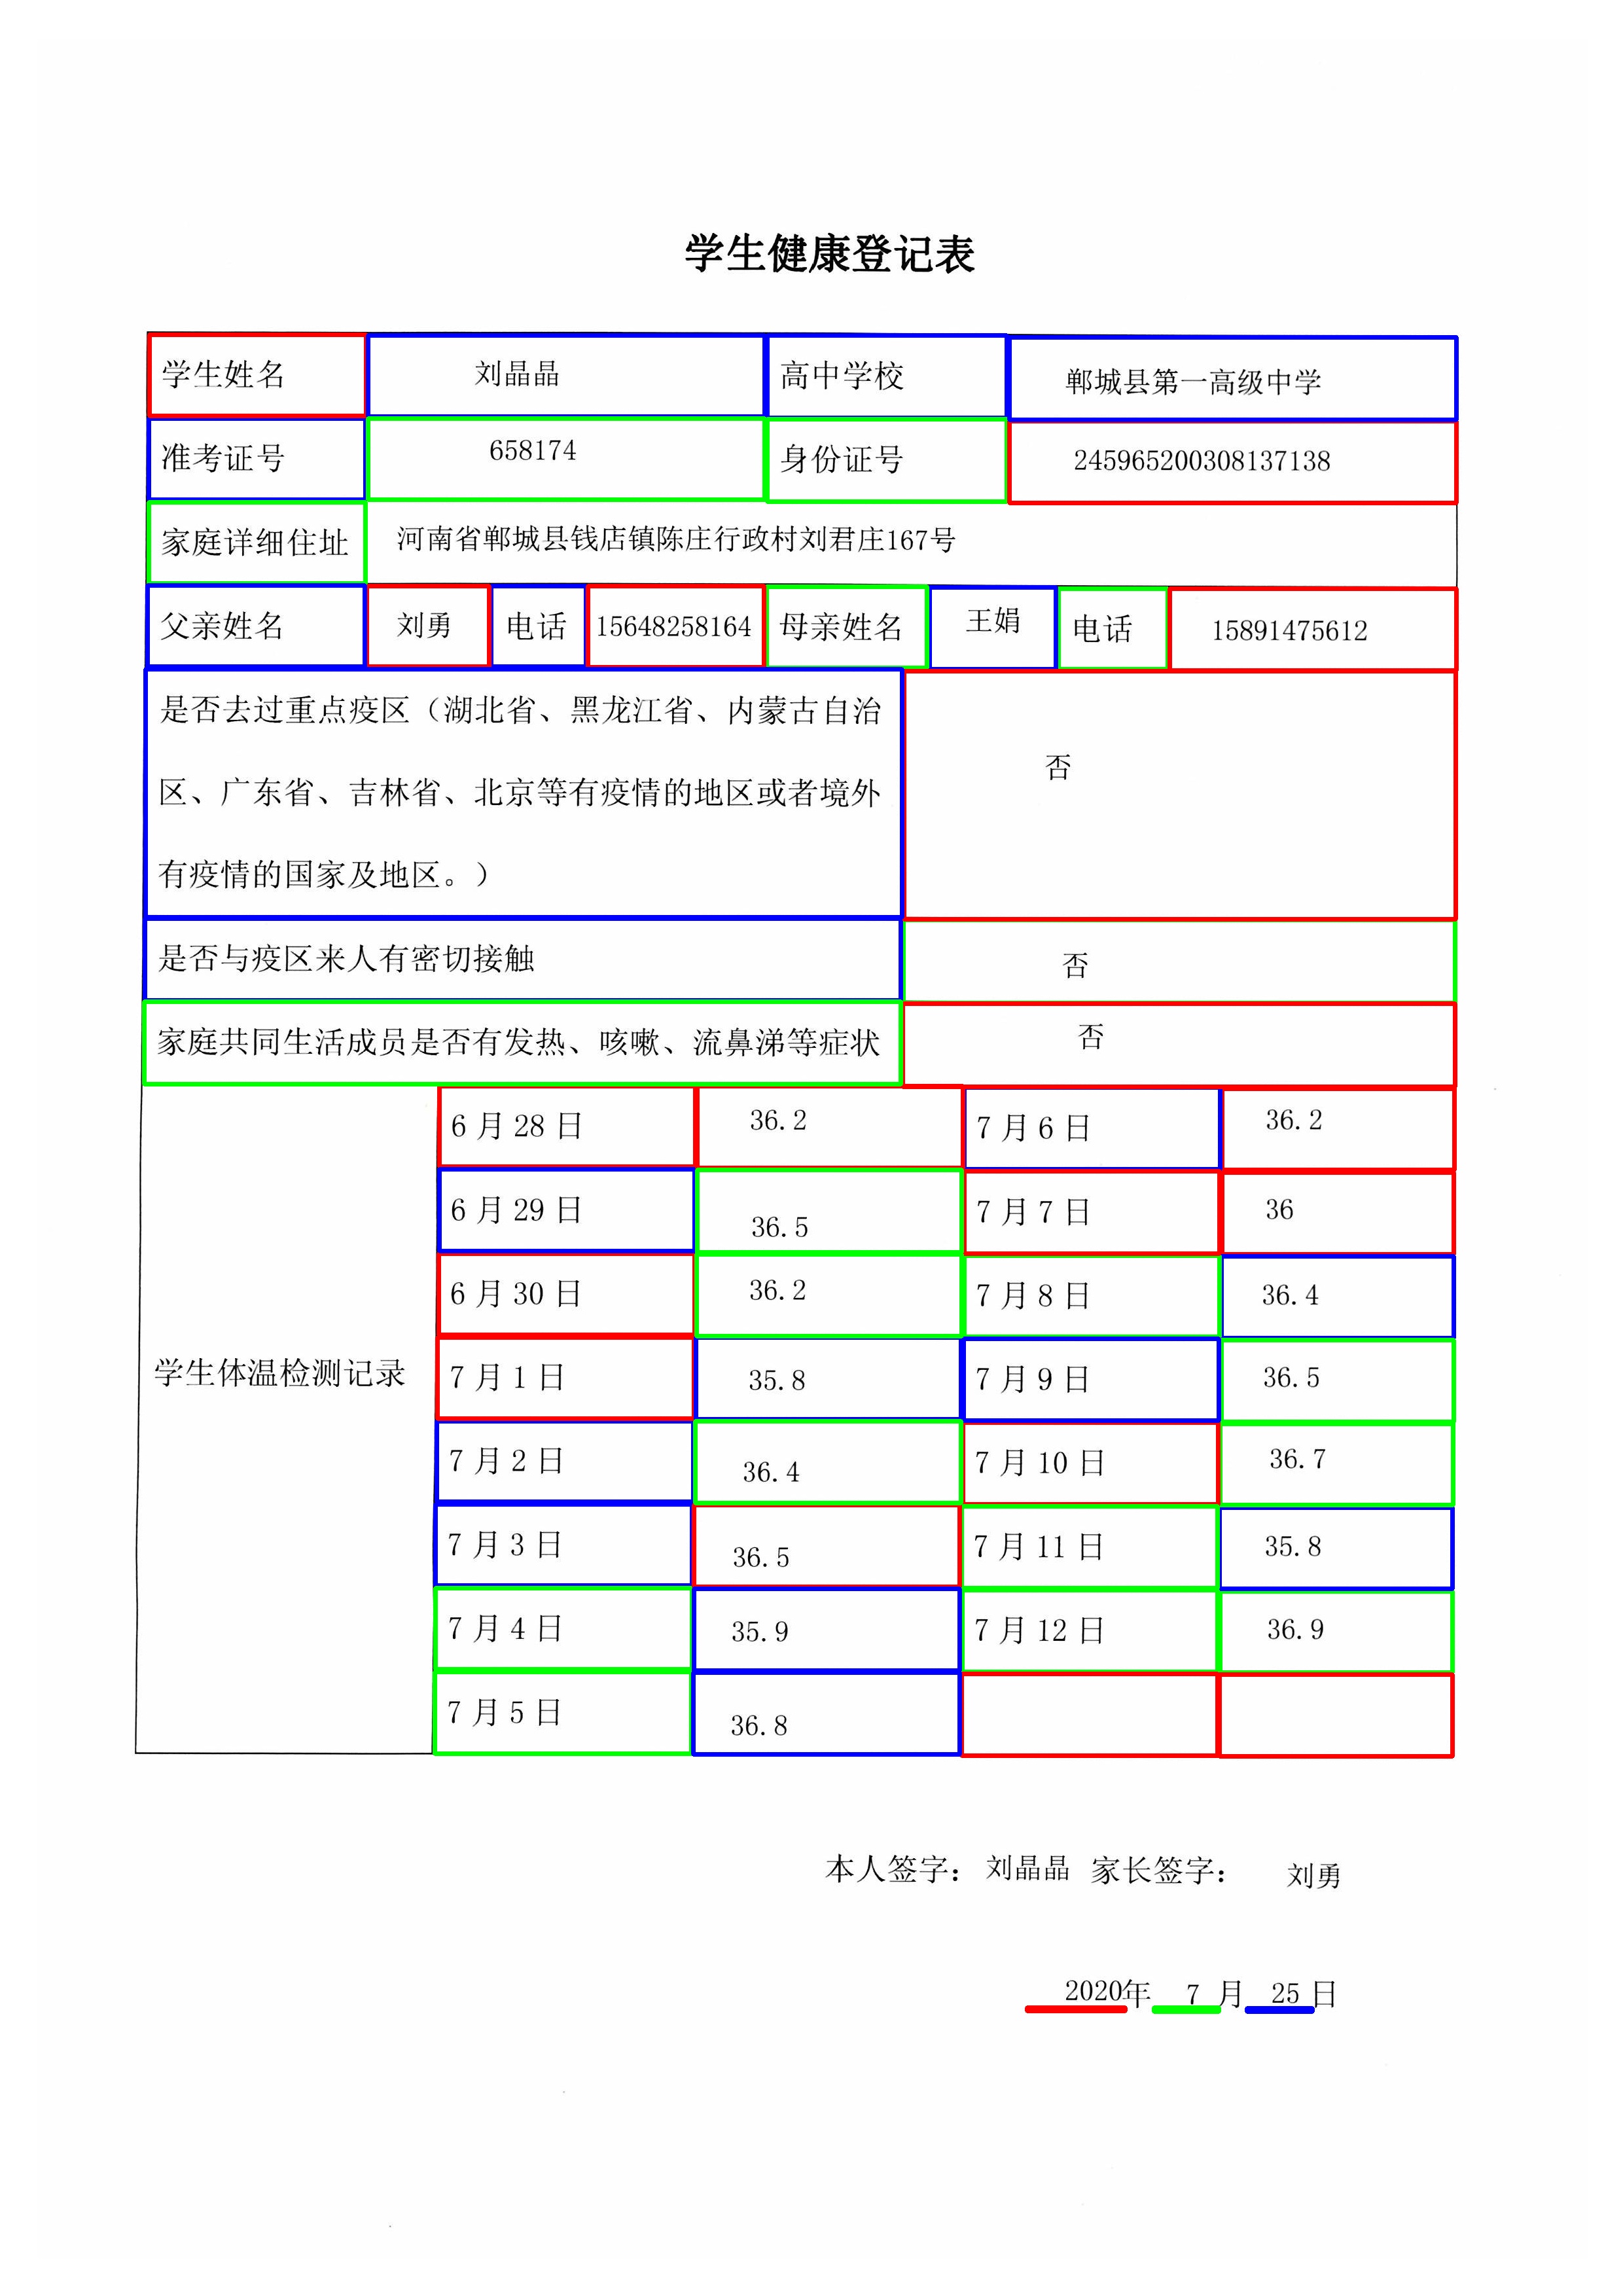 学生健康登记表
学生姓名 刘晶晶 高中学校 郸城县第一高级中学
准考证号 658174 身份证号 245965200308137138
家庭详细住址 河南省郸城县钱店镇陈庄行政村刘君庄167号
父亲姓名 刘勇 电话 15648258164 母亲姓名 王娟 电话 15891475612
是否去过重点疫区（湖北省、黑龙江省、内蒙古自治
区、广东省、吉林省、北京等有疫情的地区或者境外 否
有疫情的国家及地区。）
是否与疫区来人有密切接触 否
家庭共同生活成员是否有发热、咳嗽、流鼻涕等症状 否
学生体温检测记录
6月28日 36.2 7月6日 36.2
6月29日 36.5 7月7日 36
6月30日 36.2 7月8日 36.4
7月1日 35.8 7月9日 36.5
7月2日 36.4 7月10日 36.7
7月3日 36.5 7月11日 35.8
7月4日 35.9 7月12日 36.9
7月5日 36.8
本人签字：刘晶晶 家长签字：刘勇
2020年 7 月 25 日